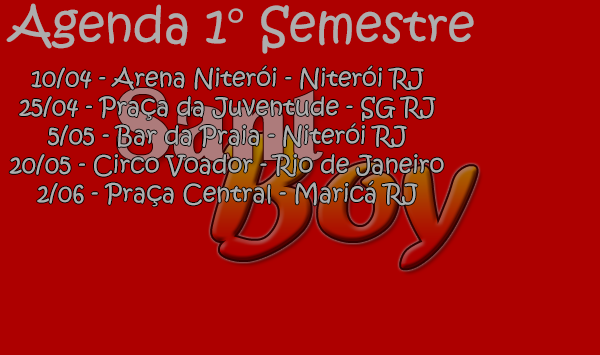 Agenda 1° Semestre
10/04 - Arena Niterói - Niterói RJ
25/04 - Praça da Juventude - SG RJ
5/05 - Bar da Praia - Niterói RJ
20/05 - Circo Voador - Rio de Janeiro
2/06 - Praça Central - Maricá RJ
Boy